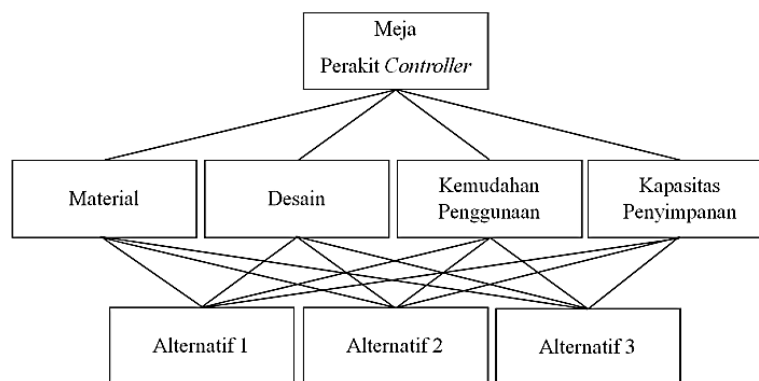 Meja
Perakit Controller
Material
Desain
Kemudahan
Penggunaan
Kapasitas
Penyimpanan
Alternatif 1
Alternatif 2
Alternatif 3